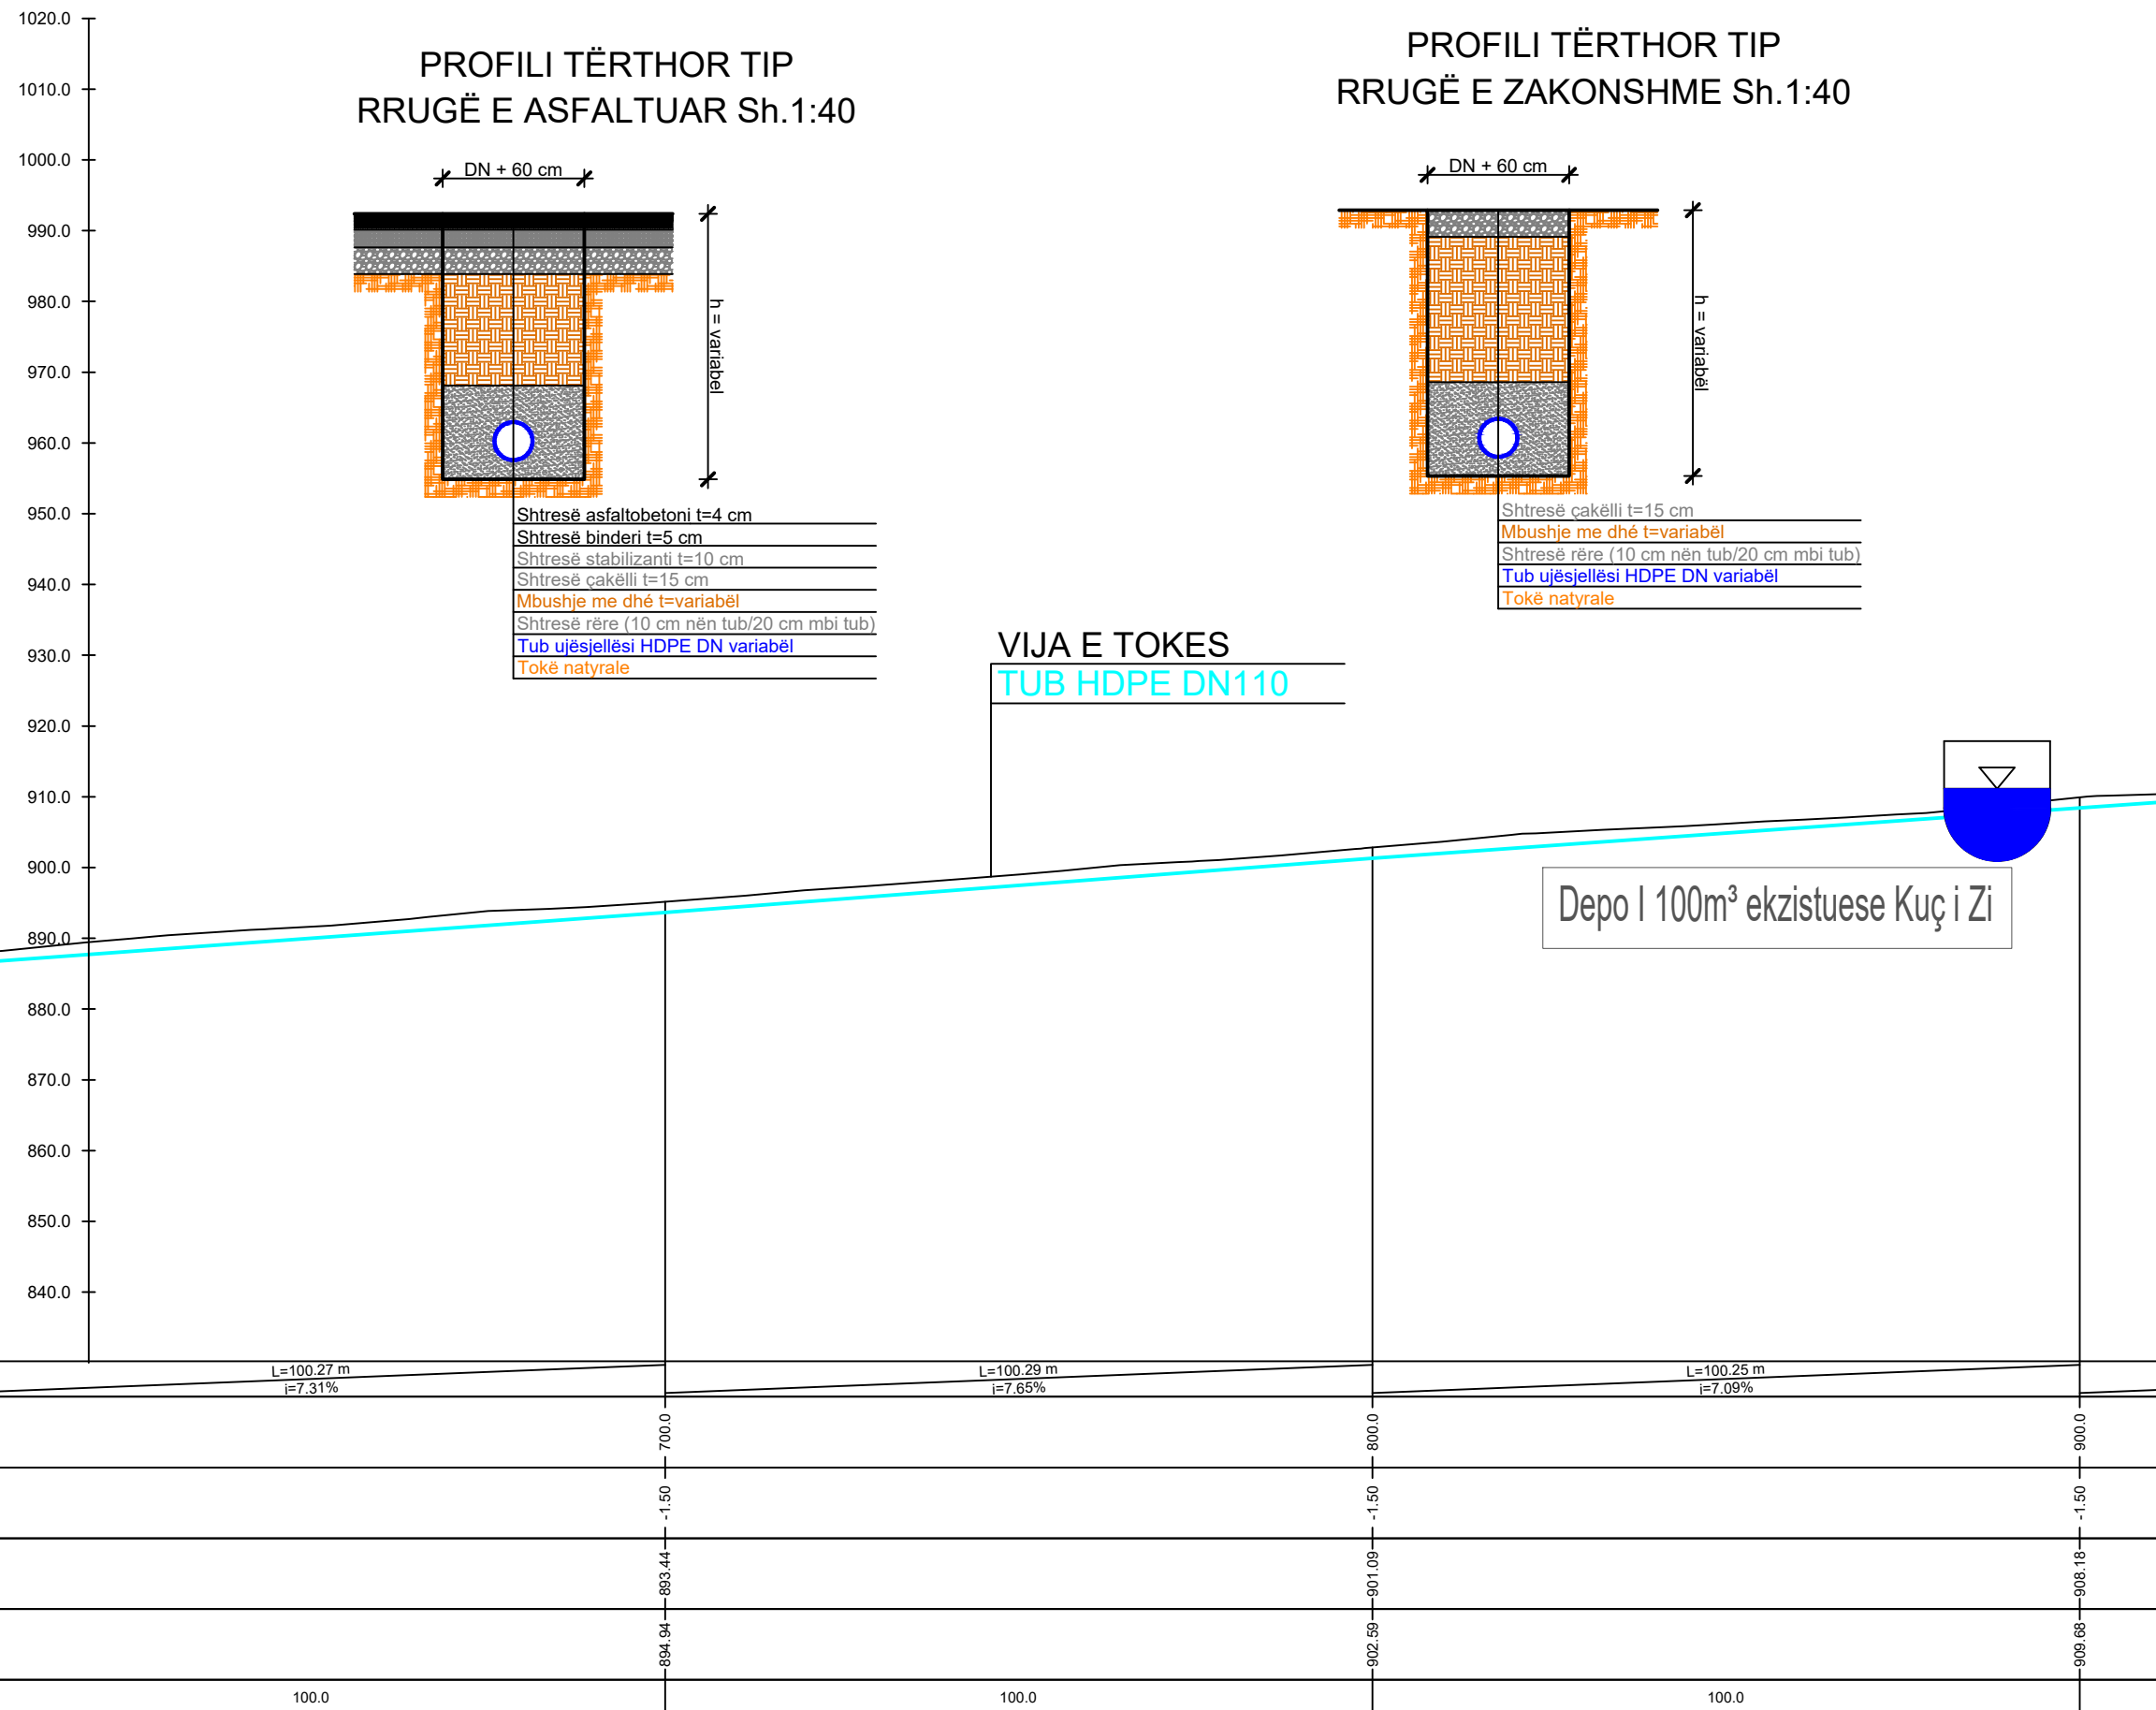 1020.0
1010.0
1000.0
990.0
980.0
970.0
960.0
950.0
940.0
930.0
920.0
910.0
900.0
890.0
880.0
870.0
860.0
850.0
840.0
PROFILI TËRTHOR TIP
RRUGË E ASFALTUAR Sh.1:40
DN + 60 cm
h = variabël
Shtresë asfaltobetoni t=4 cm
Shtresë binderi t=5 cm
Shtresë stabilizanti t=10 cm
Shtresë çakëlli t=15 cm
Mbushje me dhé t=variabël
Shtresë rëre (10 cm nën tub/20 cm mbi tub)
Tub ujësjellësi HDPE DN variabël
Tokë natyrale
PROFILI TËRTHOR TIP
RRUGË E ZAKONSHME Sh.1:40
DN + 60 cm
h = variabël
Shtresë çakëlli t=15 cm
Mbushje me dhé t=variabël
Shtresë rëre (10 cm nën tub/20 cm mbi tub)
Tub ujësjellësi HDPE DN variabël
Tokë natyrale
VIJA E TOKES
TUB HDPE DN110
Depo I 100m³ ekzistuese Kuç i Zi
L=100.27 m
i=7.31%
L=100.29 m
i=7.65%
L=100.25 m
i=7.09%
700.0
800.0
900.0
-1.50
-1.50
-1.50
893.44
901.09
908.18
894.94
902.59
909.68
100.0
100.0
100.0